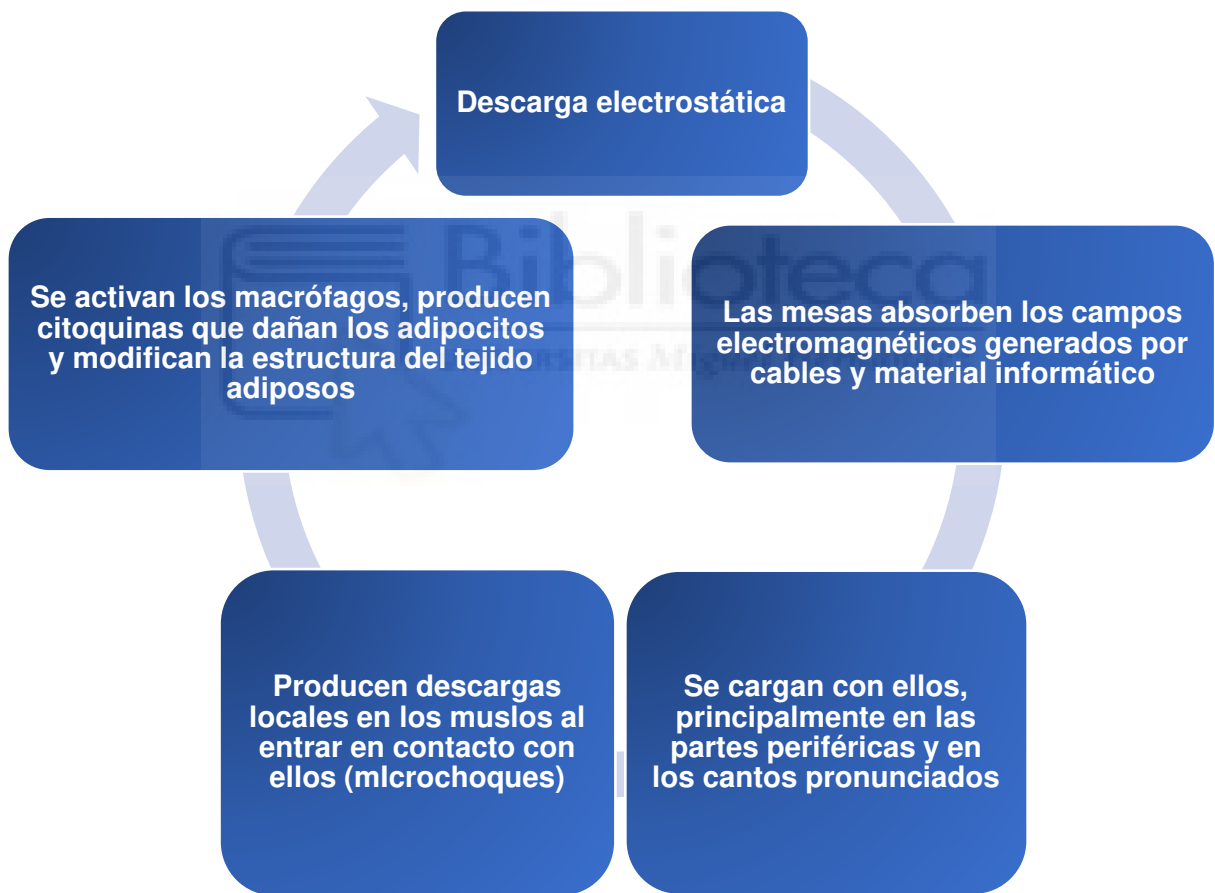 Descarga electrostática
Las mesas absorben los campos
electromagnéticos generados por
cables y material informático
Se cargan con ellos,
principalmente en las
partes periféricas y en
los cantos pronunciados
Producen descargas
locales en los muslos al
entrar en contacto con
ellos (mIcrochoques)
Se activan los macrófagos, producen
citoquinas que dañan los adipocitos
y modifican la estructura del tejido
adiposos
Biblioteca